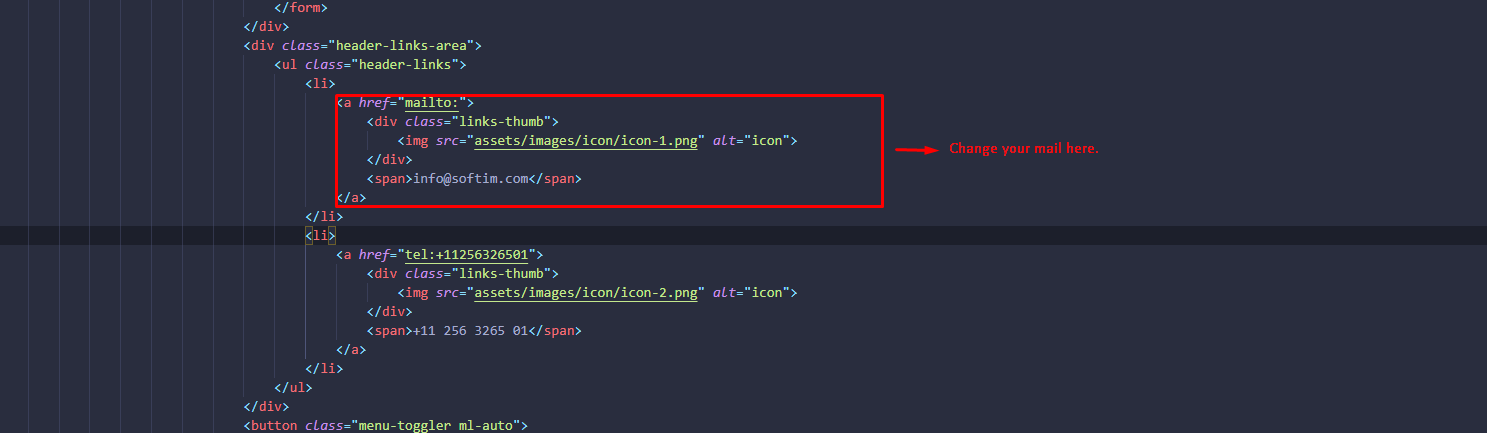 </form>
</div>
<div class="header-links-area">
<ul class="header-links">
<li>
<a href="mailto:">
<div class="links-thumb">
<img src="assets/images/icon/icon-1.png" alt="icon">
Change your mail here.
</div>
<span>info@softim.com</span>
</a>
</li>
<li>
<a href="tel:+11256326501">
<div class="links-thumb">
<img src="assets/images/icon/icon-2.png" alt="icon">
</div>
<span>+11 256 3265 01</span>
</a>
</li>
</ul>
</div>
<button class="menu-toggler ml-auto">